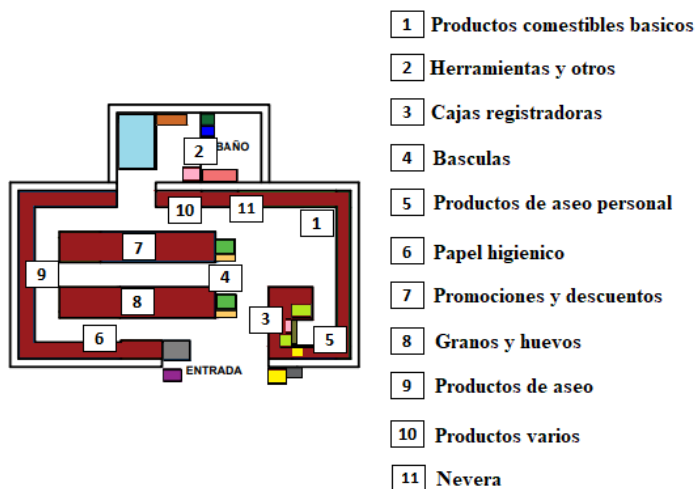 1 Productos comestibles basicos
2 Herramientas y otros
3 Cajas registradoras
4 Basculas
5 Productos de aseo personal
6 Papel higienico
7 Promociones y descuentos
8 Granos y huevos
9 Productos de aseo
10 Productos varios
11 Nevera
2 BAÑO
10 11 1
7
9 4
8
3
6 5
ENTRADA